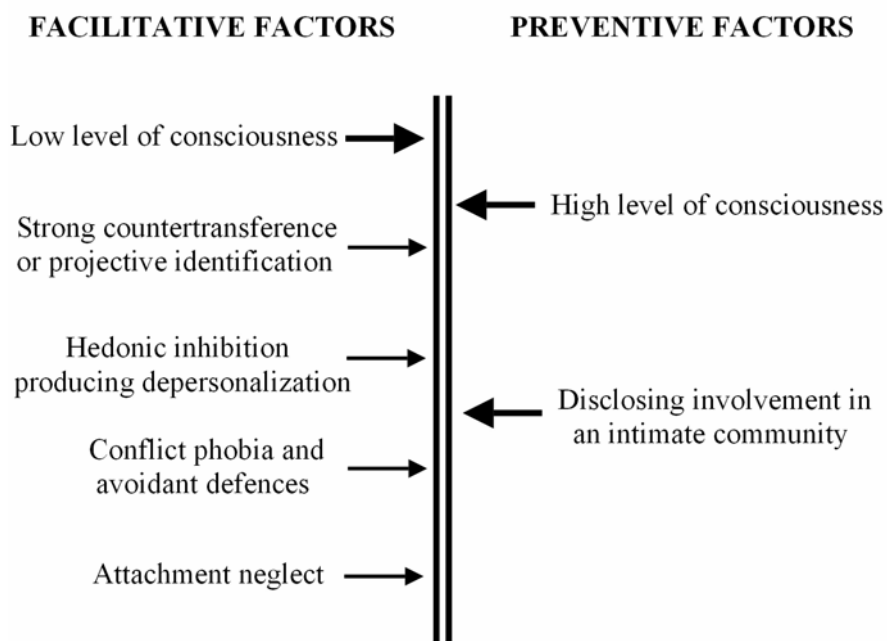 FACILITATIVE FACTORS
PREVENTIVE FACTORS
Low level of consciousness
High level of consciousness
Strong countertransference
or projective identification
Hedonic inhibition
producing depersonalization
Disclosing involvement in
an intimate community
Conflict phobia and
avoidant defences
Attachment neglect